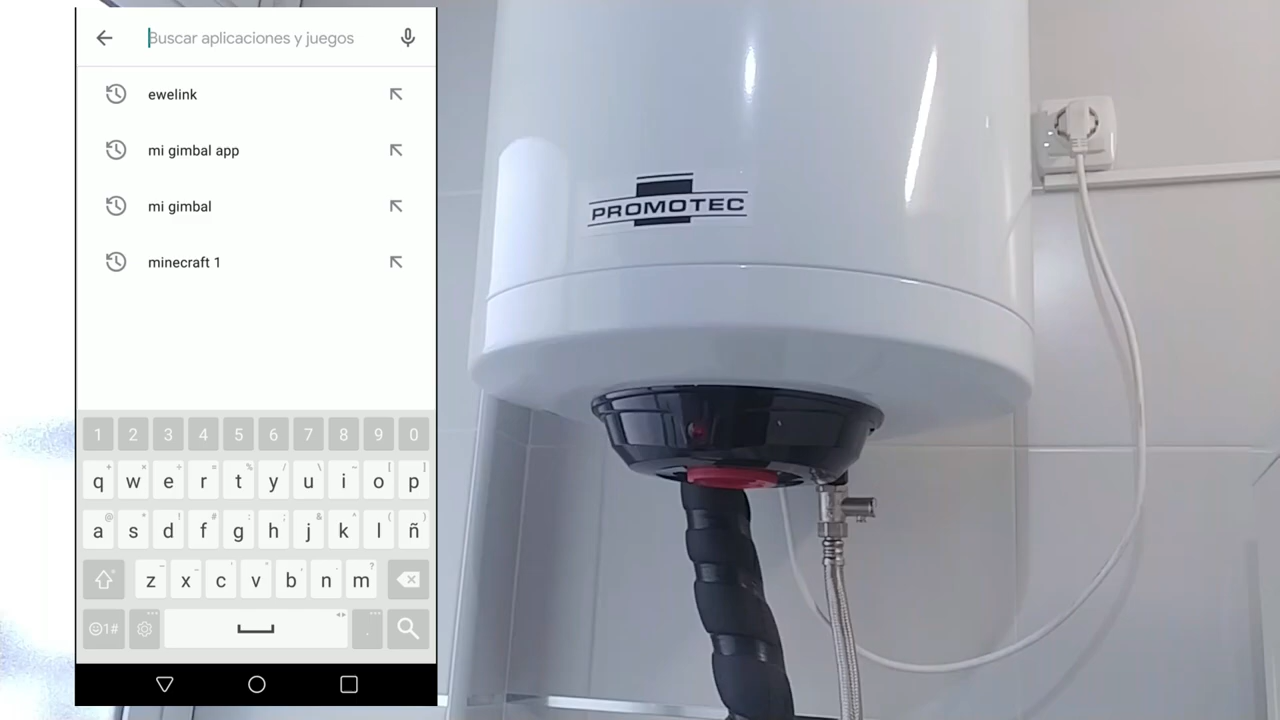 Buscar aplicaciones y juegos
ewelink
mi gimbal app
mi gimbal
minecraft 1
1 2 3 4 5 6 7 8 9 0
q w e r t y u i o p
a s d f g h j k l ñ
z x c v b n m
1#
PROMOTEC